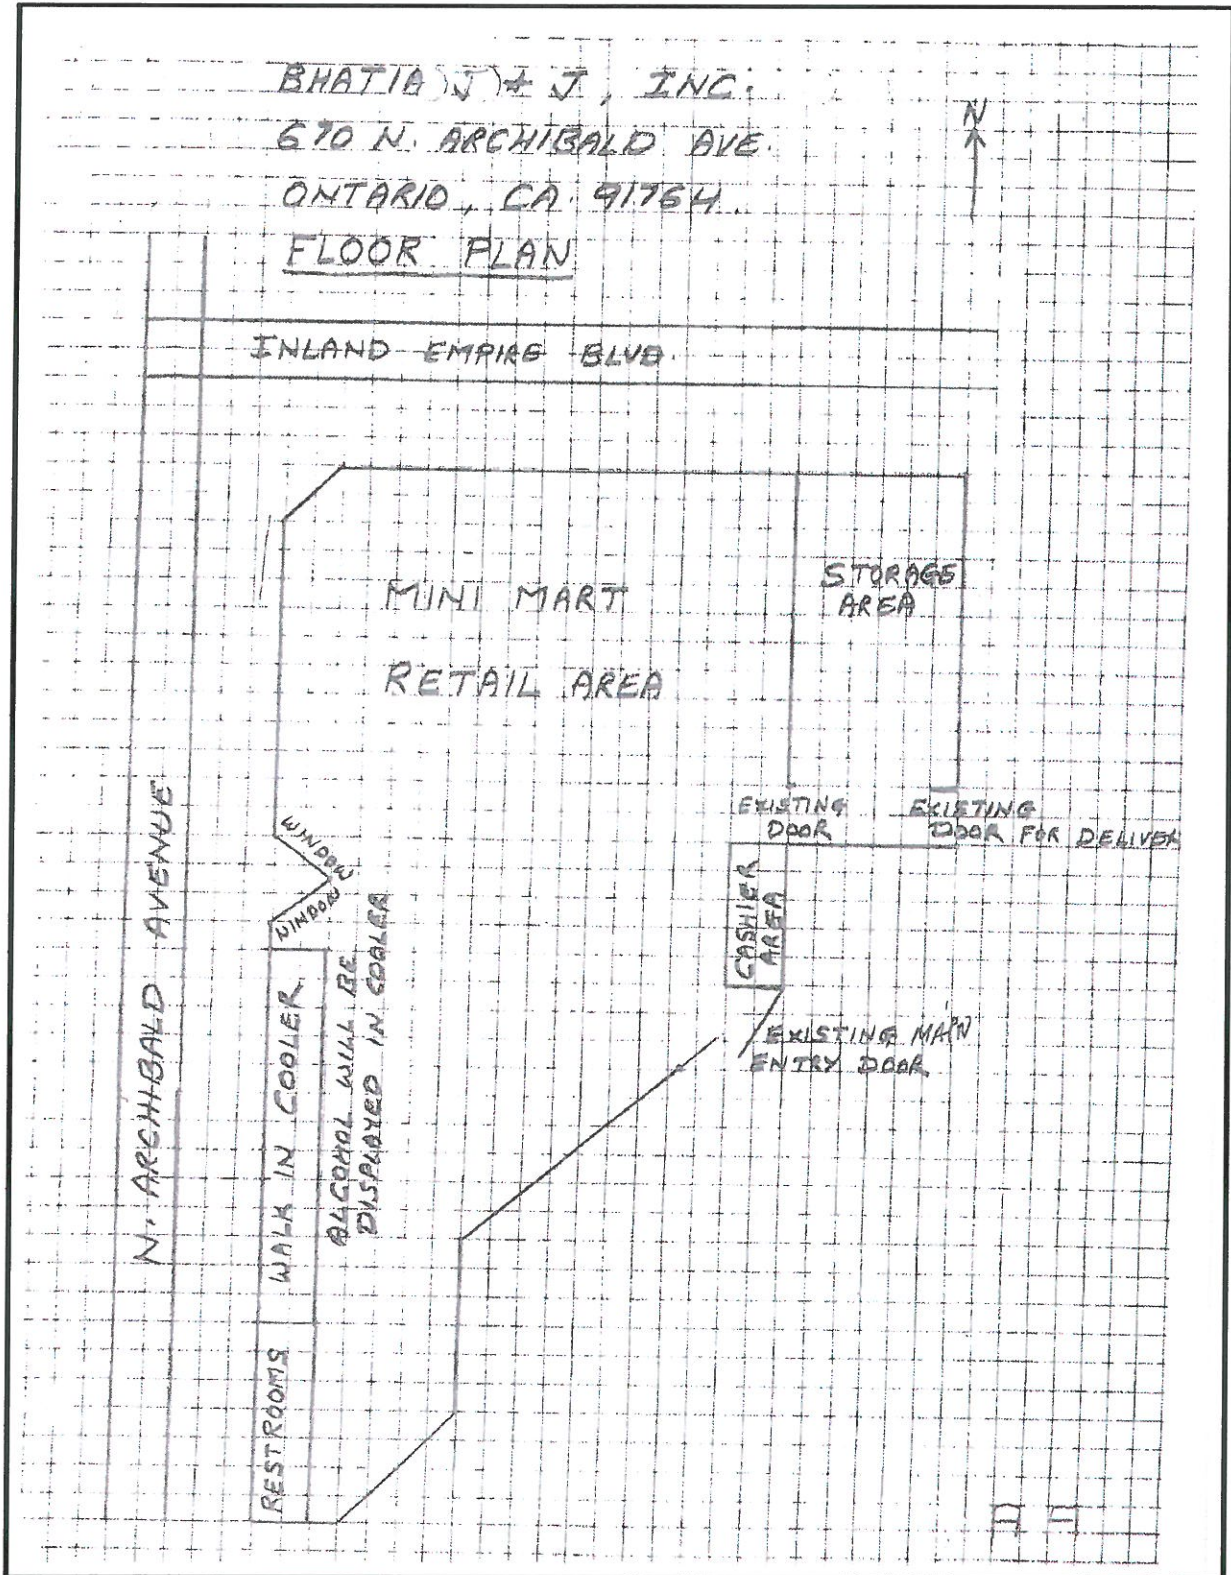 BHATIA J & J, INC.
670 N. ARCHIBALD AVE.
ONTARIO, CA. 91764.
FLOOR PLAN
N
INLAND EMPIRE BLVD.
MINI MART
RETAIL AREA
STORAGE
AREA
EXISTING
DOOR
EXISTING
DOOR FOR DELIVER
WINDOW
WINDOW
CASHIER
AREA
EXISTING MAIN
ENTRY DOOR
N. ARCHIBALD AVENUE
WALK IN COOLER
ALCOHOL WILL BE
DISPLAYED IN COOLER
RESTROOMS